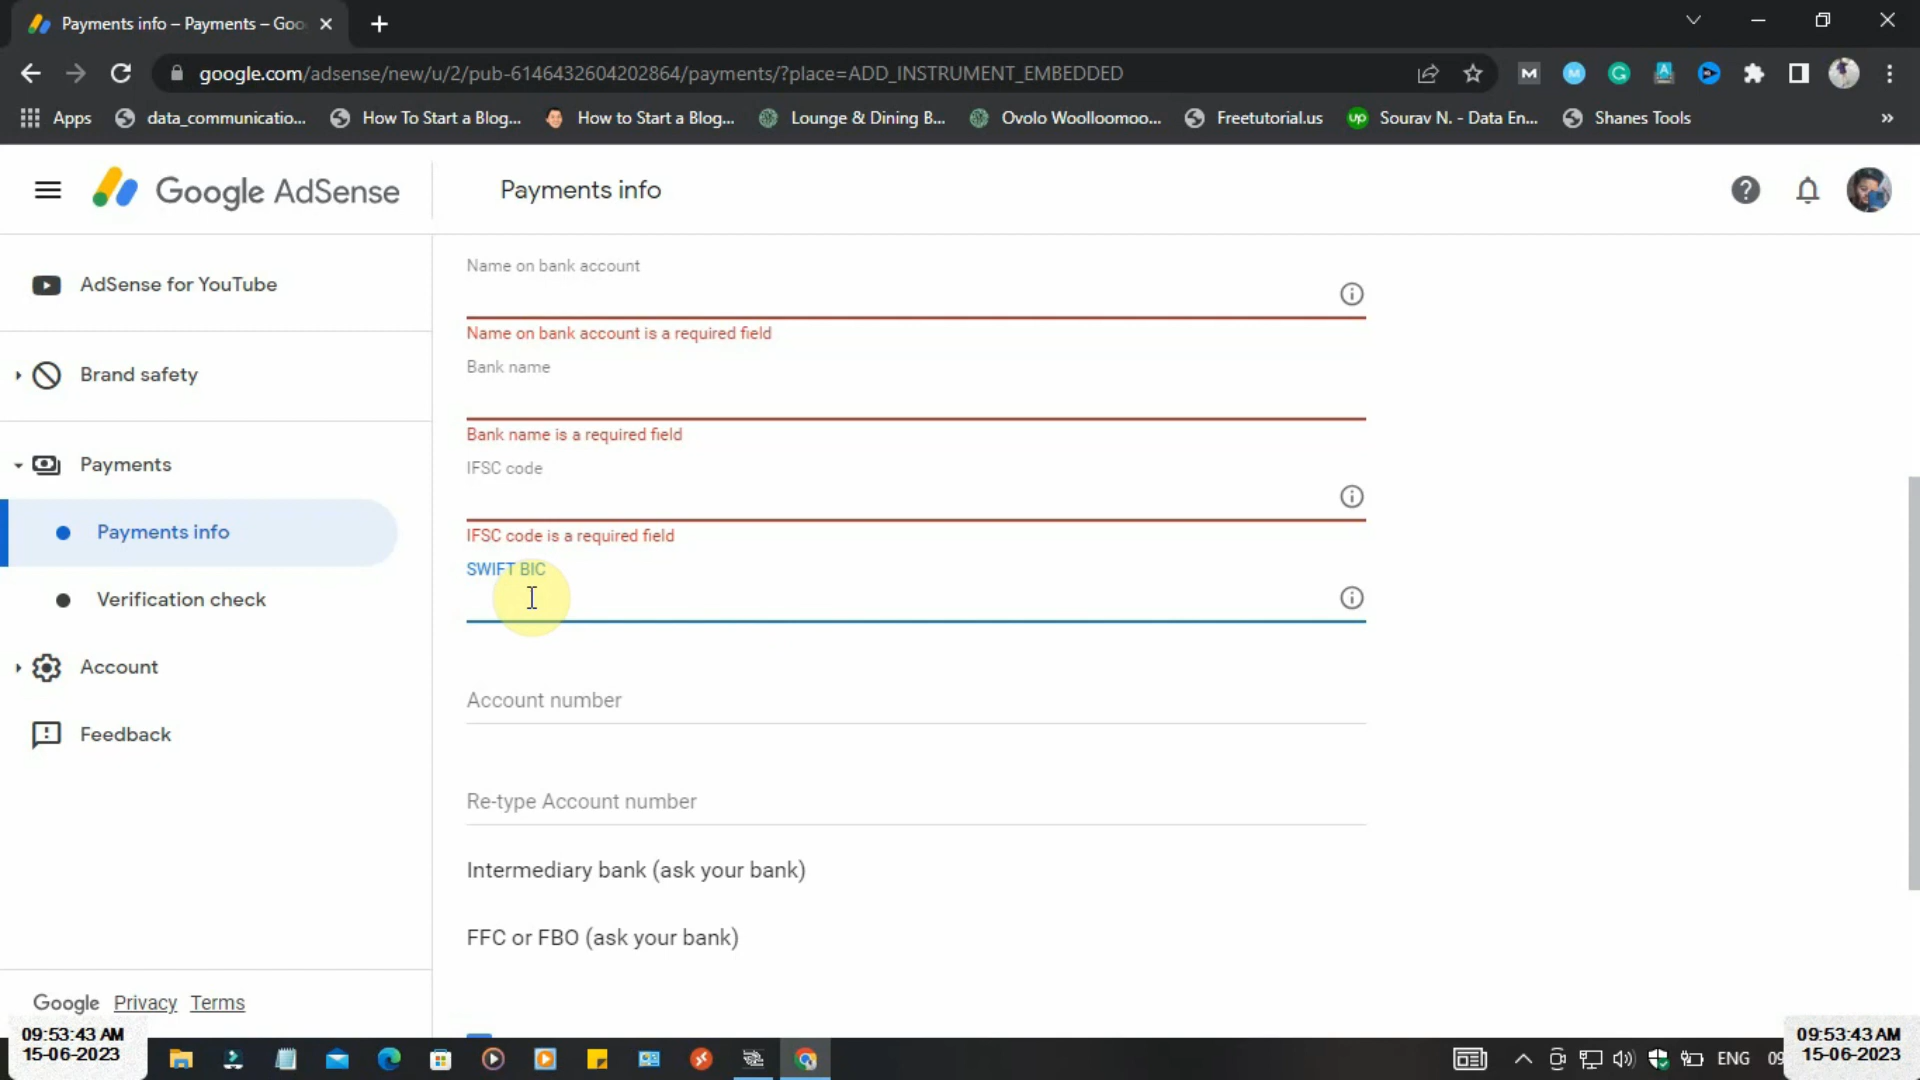 Payments info – Payments – Goo
google.com/adsense/new/u/2/pub-6146432604202864/payments/?place=ADD_INSTRUMENT_EMBEDDED
Apps
data_communicatio...
How To Start a Blog...
How to Start a Blog...
Lounge & Dining B...
Ovolo Woolloomoo...
Freetutorial.us
up
Sourav N. - Data En...
Shanes Tools
»
Google AdSense
Payments info
AdSense for YouTube
Brand safety
Payments
Payments info
Verification check
Account
Feedback
Google Privacy Terms
Name on bank account
Name on bank account is a required field
Bank name
Bank name is a required field
IFSC code
IFSC code is a required field
SWIFT BIC
Account number
Re-type Account number
Intermediary bank (ask your bank)
FFC or FBO (ask your bank)
09:53:43 AM
15-06-2023
ENG
09:53:43 AM
15-06-2023